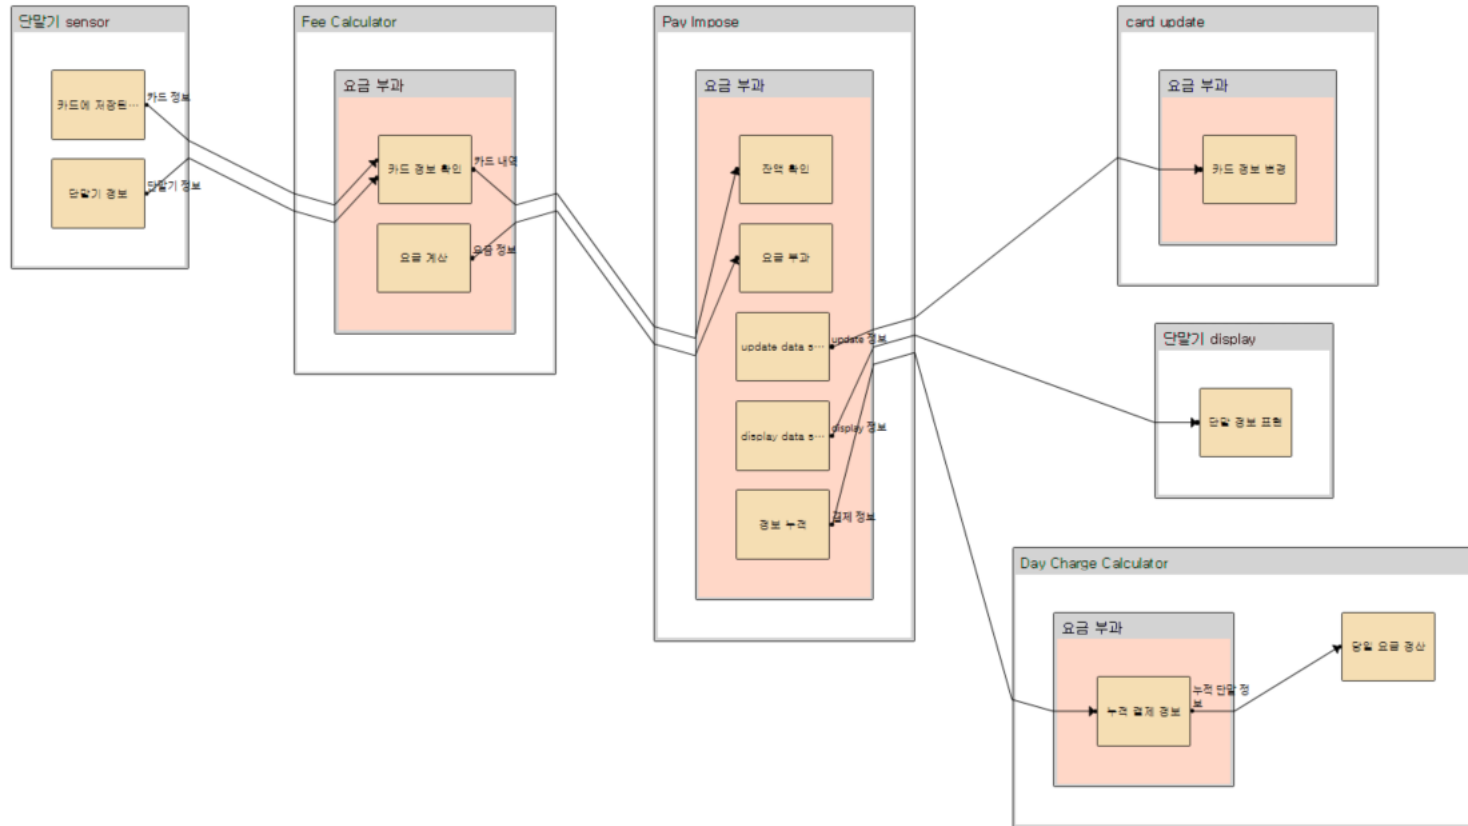 단말기 sensor
카드에 저장된…
카드 정보
단말기 정보
단말기 정보
Fee Calculator
요금 부과
카드 정보 확인
카드 내역
요금 계산
요금 정보
Pay Impose
요금 부과
잔액 확인
요금 부과
update data s…
update 정보
display data s…
display 정보
정보 누적
결제 정보
card update
요금 부과
카드 정보 변경
단말기 display
단말 정보 표현
Day Charge Calculator
요금 부과
누적 결제 정보
누적 단말 정
보
당일 요금 정산